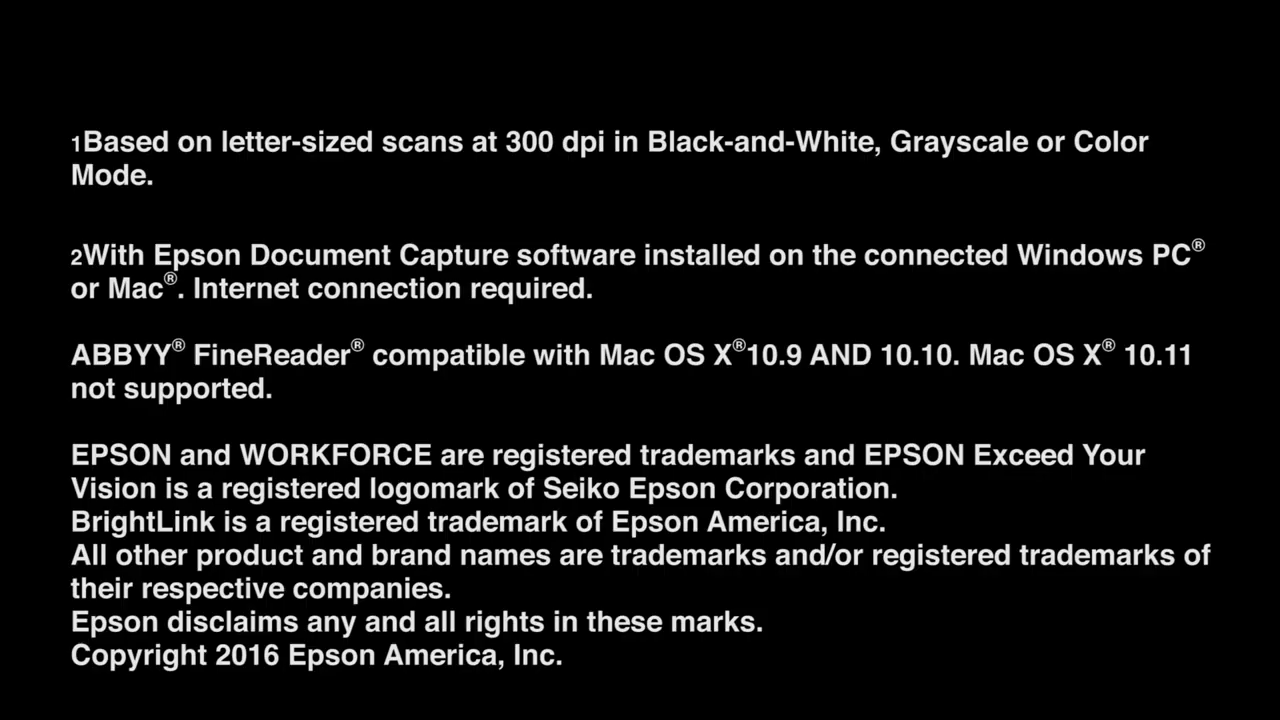 1Based on letter-sized scans at 300 dpi in Black-and-White, Grayscale or Color
Mode.
2With Epson Document Capture software installed on the connected Windows PC®
or Mac®. Internet connection required.
ABBYY® FineReader® compatible with Mac OS X®10.9 AND 10.10. Mac OS X® 10.11
not supported.
EPSON and WORKFORCE are registered trademarks and EPSON Exceed Your
Vision is a registered logomark of Seiko Epson Corporation.
BrightLink is a registered trademark of Epson America, Inc.
All other product and brand names are trademarks and/or registered trademarks of
their respective companies.
Epson disclaims any and all rights in these marks.
Copyright 2016 Epson America, Inc.